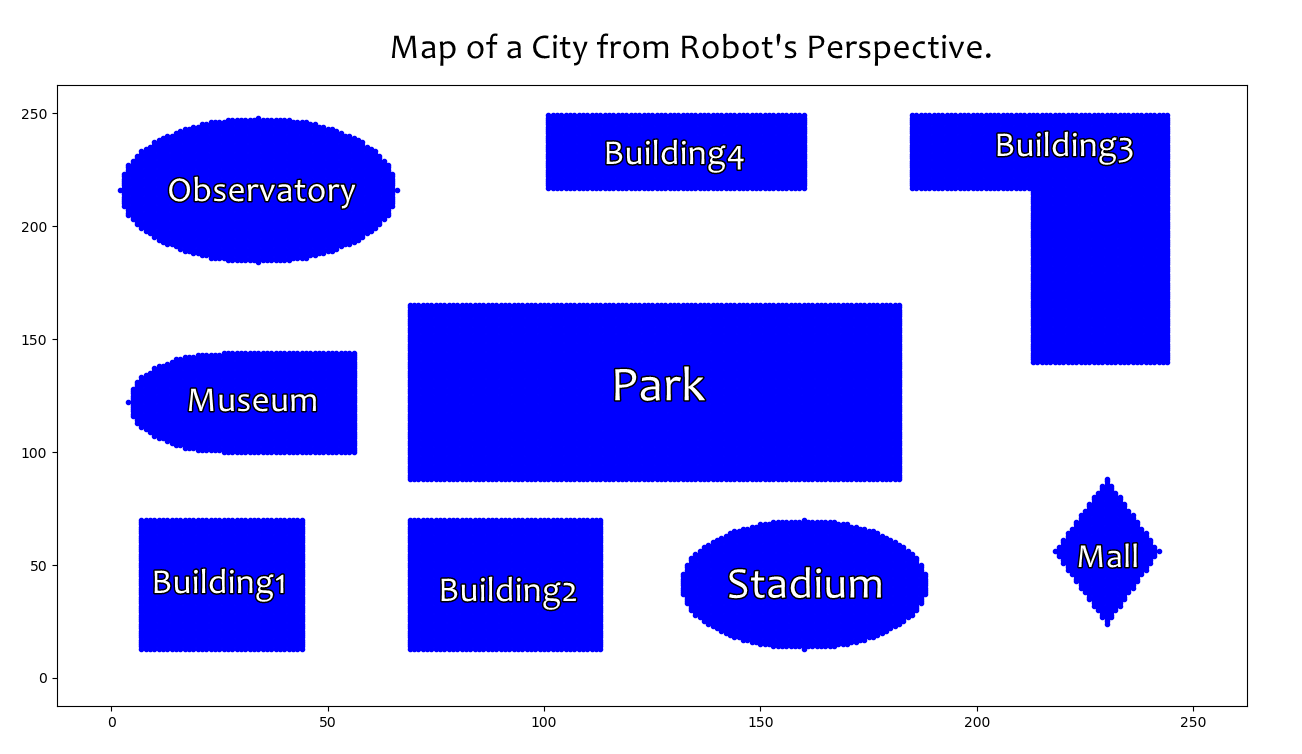 Map of a City from Robot's Perspective.
250
200
150
100
50
0
Observatory
Building4
Building3
Museum
Park
Building1
Building2
Stadium
Mall
0
50
100
150
200
250